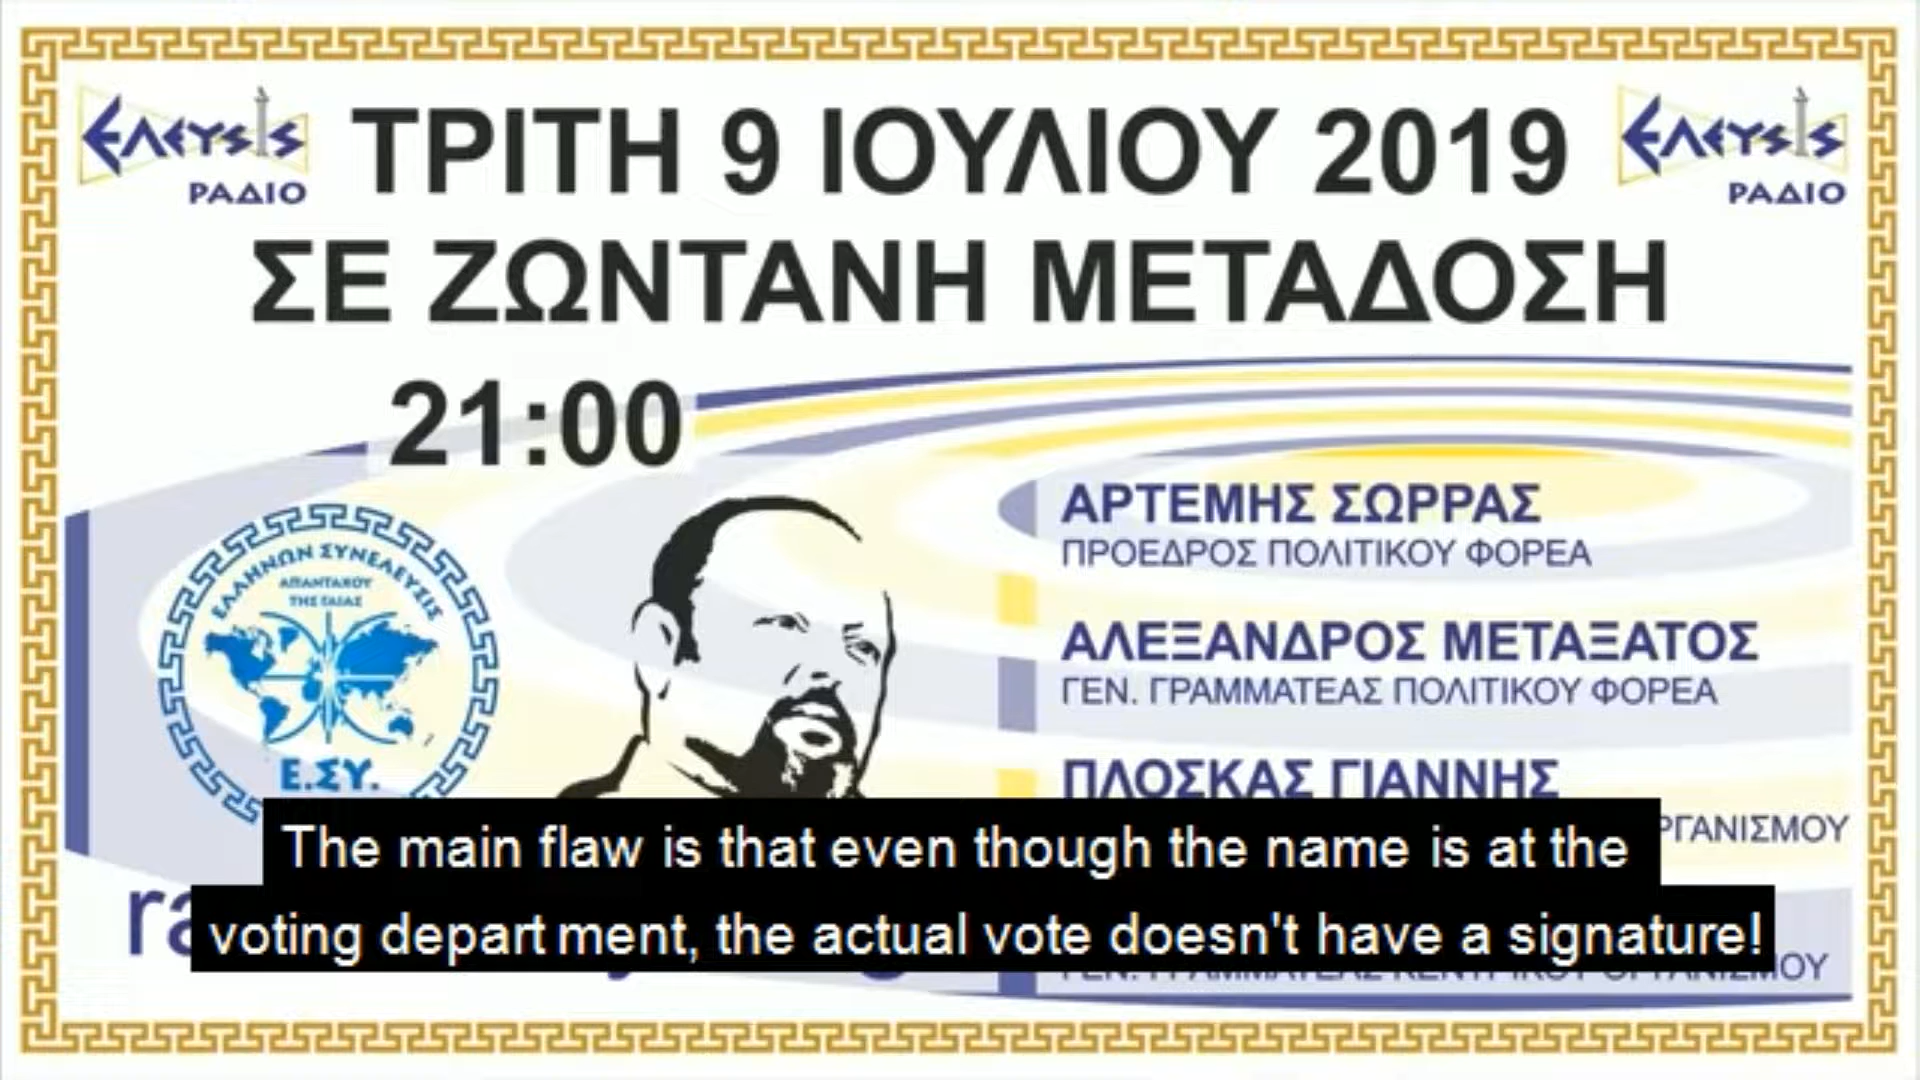 ΕΛΕΥSIS
ΡΑΔΙΟ
ΤΡΙΤΗ 9 ΙΟΥΛΙΟΥ 2019
ΕΛΕΥSIS
ΡΑΔΙΟ
ΣΕ ΖΩΝΤΑΝΗ ΜΕΤΑΔΟΣΗ
21:00
ΕΛΛΗΝΩΝ ΣΥΝΕΛΕΥΣΙΣ
ΑΠΑΝΤΑΧΟΥ
ΤΗΣ ΓΑΙΑΣ
Ε.ΣΥ.
ΑΡΤΕΜΗΣ ΣΩΡΡΑΣ
ΠΡΟΕΔΡΟΣ ΠΟΛΙΤΙΚΟΥ ΦΟΡΕΑ
ΑΛΕΞΑΝΔΡΟΣ ΜΕΤΑΞΑΤΟΣ
ΓΕΝ. ΓΡΑΜΜΑΤΕΑΣ ΠΟΛΙΤΙΚΟΥ ΦΟΡΕΑ
ΠΛΟΣΚΑΣ ΓΙΑΝΝΗΣ
The main flaw is that even though the name is at the
voting depart ment, the actual vote doesn't have a signature!